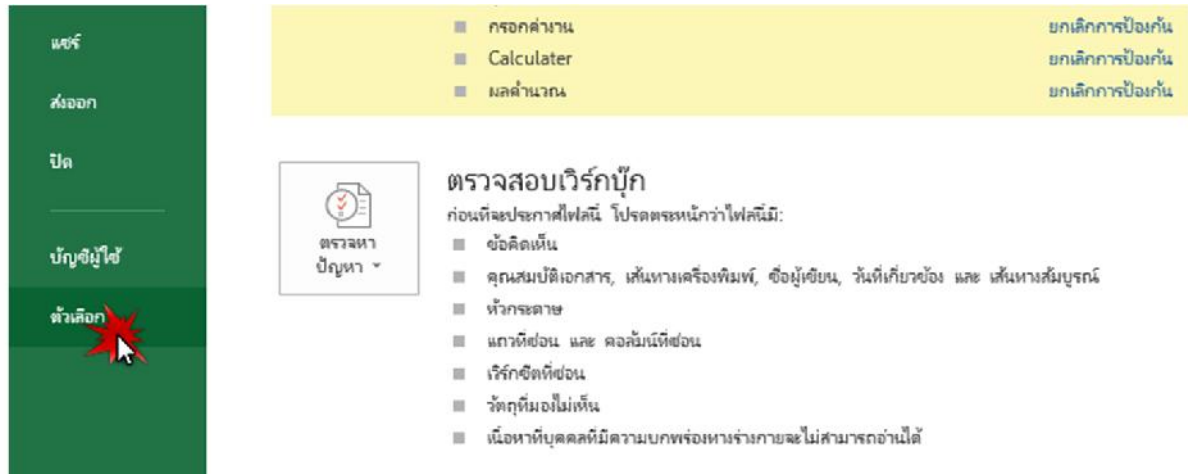 แชร์
ส่งออก
ปิด
บัญชีผู้ใช้
ตัวเลือก
กรอกค่างาน ยกเลิกการป้องกัน
Calculater ยกเลิกการป้องกัน
ผลคำนวณ ยกเลิกการป้องกัน
ตรวจหา
ปัญหา
ตรวจสอบเวิร์กบุ๊ก
ก่อนที่จะประกาศไฟล์นี้ โปรดตระหนักว่าไฟล์นี้มี:
ข้อคิดเห็น
คุณสมบัติเอกสาร, เส้นทางเครื่องพิมพ์, ชื่อผู้เขียน, วันที่เกี่ยวข้อง และ เส้นทางสัมบูรณ์
หัวกระดาษ
แถวที่ซ่อน และ คอลัมน์ที่ซ่อน
เวิร์กชีตที่ซ่อน
วัตถุที่มองไม่เห็น
เนื้อหาที่บุคคลที่มีความบกพร่องทางร่างกายจะไม่สามารถอ่านได้